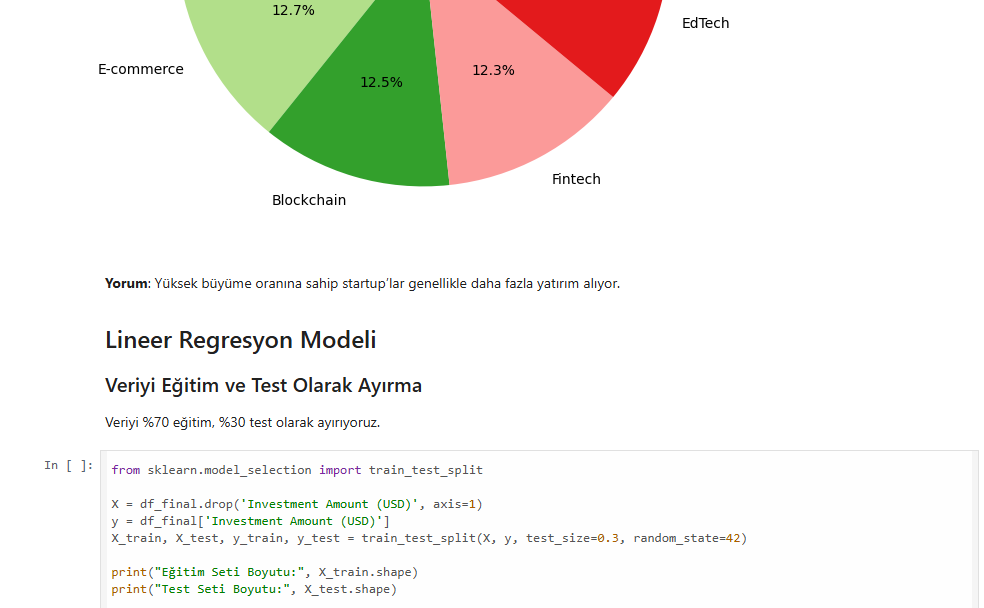 12.7%
EdTech
E-commerce
12.5%
12.3%
Fintech
Blockchain
Yorum: Yüksek büyüme oranına sahip startup'lar genellikle daha fazla yatırım alıyor.
Lineer Regresyon Modeli
Veriyi Eğitim ve Test Olarak Ayırma
Veriyi %70 eğitim, %30 test olarak ayırıyoruz.
In [ ]:
from sklearn.model_selection import train_test_split
X = df_final.drop('Investment Amount (USD)', axis=1)
y = df_final['Investment Amount (USD)']
X_train, X_test, y_train, y_test = train_test_split(X, y, test_size=0.3, random_state=42)
print("Eğitim Seti Boyutu:", X_train.shape)
print("Test Seti Boyutu:", X_test.shape)